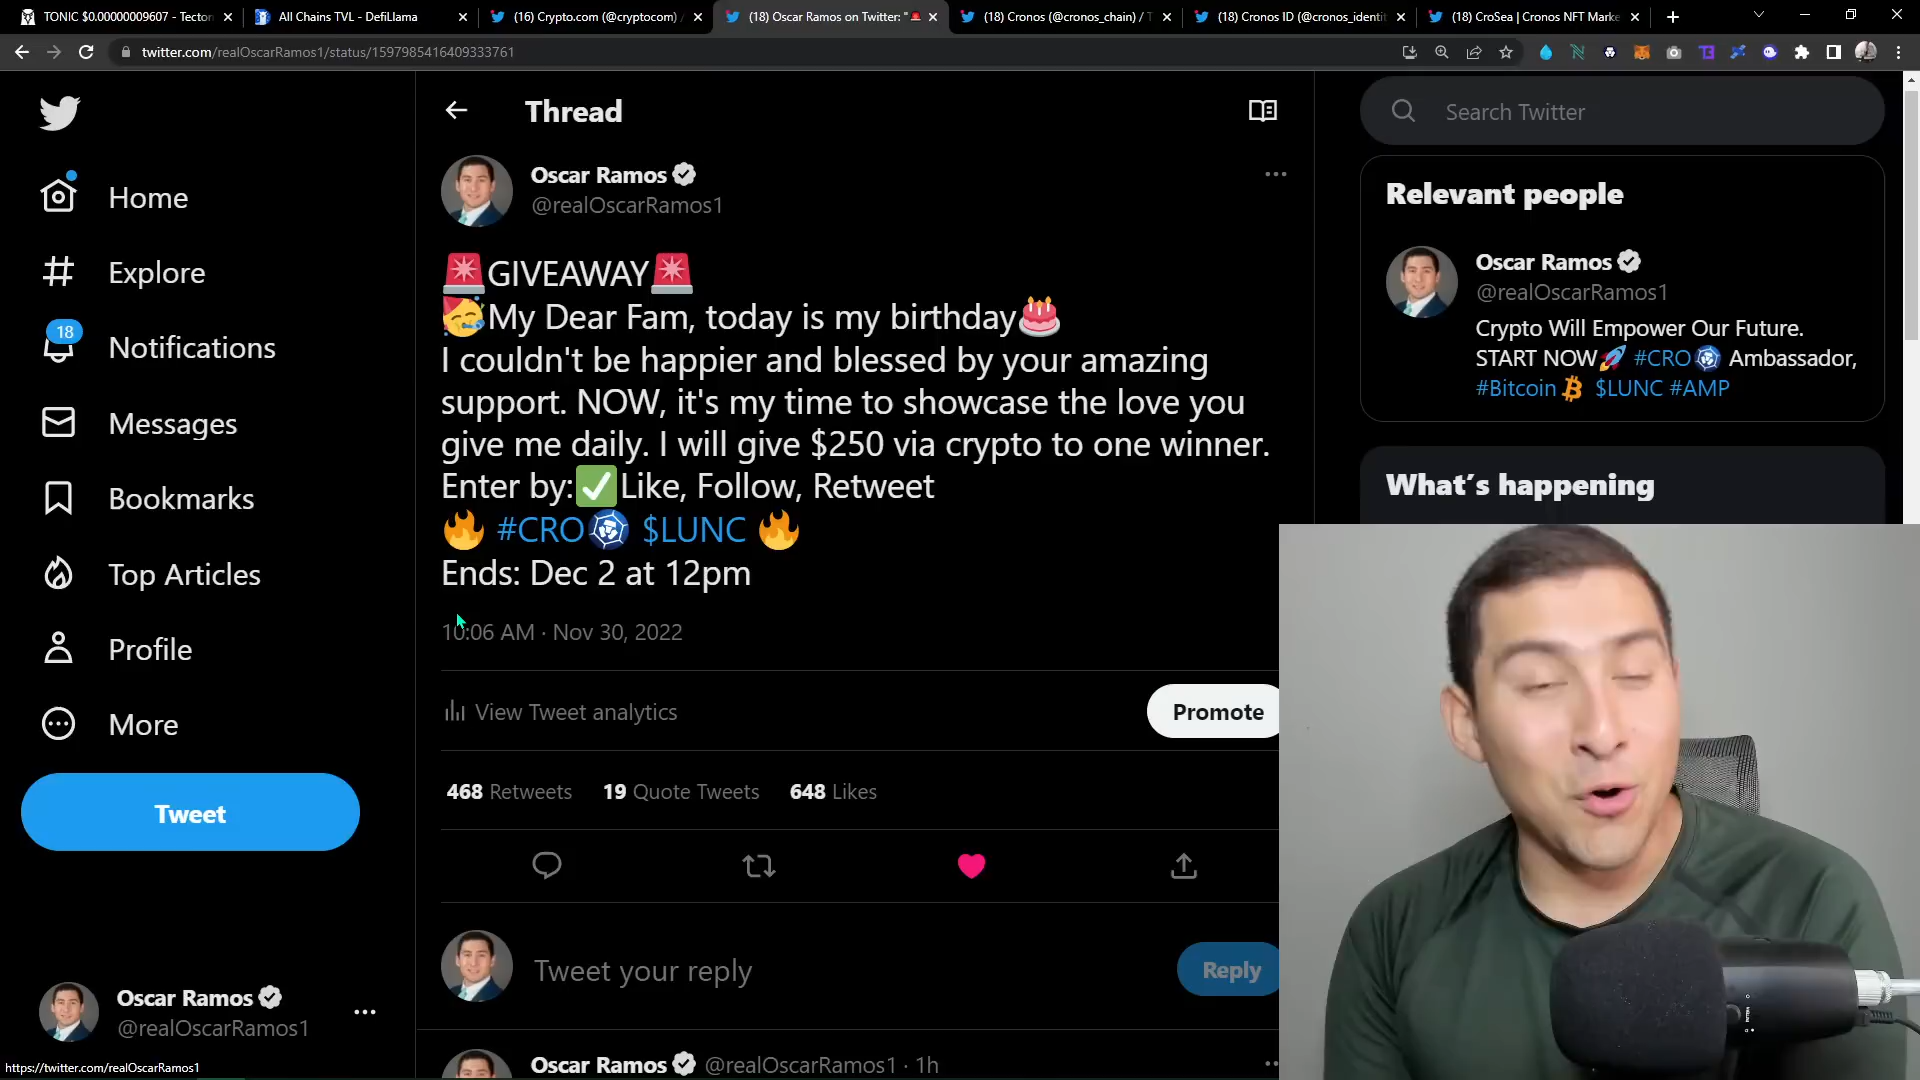 TONIC $0.00000009607 - Tector
All Chains TVL - DefiLlama
(16) Crypto.com (@cryptocom) /
(18) Oscar Ramos on Twitter: "🚨
(18) Cronos (@cronos_chain) / T
(18) Cronos ID (@cronos_identit
(18) CroSea | Cronos NFT Marke
twitter.com/realOscarRamos1/status/1597985416409333761
Home
Explore
18
Notifications
Messages
Bookmarks
Top Articles
Profile
More
Tweet
Oscar Ramos
@realOscarRamos1
https://twitter.com/realOscarRamos1
Thread
Oscar Ramos
@realOscarRamos1
🚨GIVEAWAY🚨
🥳My Dear Fam, today is my birthday🎂
I couldn't be happier and blessed by your amazing
support. NOW, it's my time to showcase the love you
give me daily. I will give $250 via crypto to one winner.
Enter by:✅Like, Follow, Retweet
🔥 #CRO $LUNC 🔥
Ends: Dec 2 at 12pm
10:06 AM · Nov 30, 2022
View Tweet analytics
Promote
468 Retweets 19 Quote Tweets 648 Likes
Tweet your reply
Reply
Oscar Ramos @realOscarRamos1 · 1h
Search Twitter
Relevant people
Oscar Ramos
@realOscarRamos1
Crypto Will Empower Our Future.
START NOW🚀 #CRO Ambassador,
#Bitcoin $LUNC #AMP
What's happening